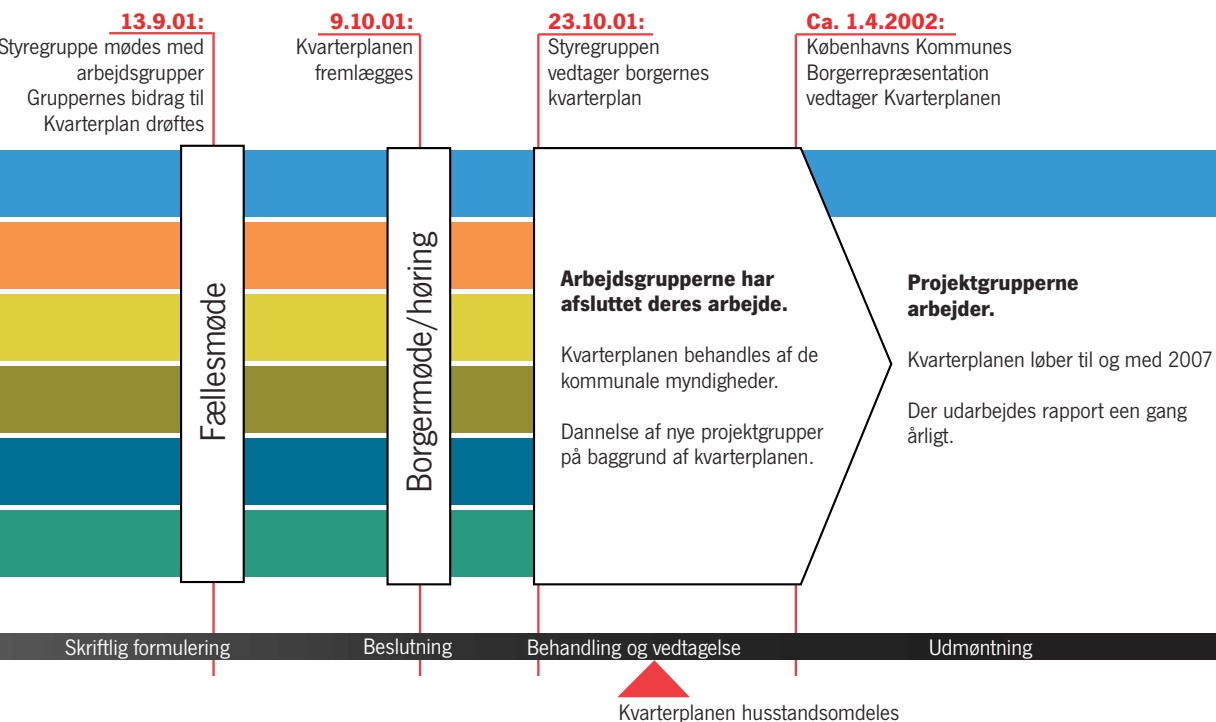 13.9.01:
Styregruppe mødes med
arbejdsgrupper
Gruppernes bidrag til
Kvarterplan drøftes
9.10.01:
Kvarterplanen
fremlægges
23.10.01:
Styregruppen
vedtager borgernes
kvarterplan
Ca. 1.4.2002:
Københavns Kommunes
Borgerrepræsentation
vedtager Kvarterplanen
Fællesmøde
Borgermøde/høring
Arbejdsgrupperne har
afsluttet deres arbejde.
Kvarterplanen behandles af de
kommunale myndigheder.
Dannelse af nye projektgrupper
på baggrund af kvarterplanen.
Projektgrupperne
arbejder.
Kvarterplanen løber til og med 2007
Der udarbejdes rapport een gang
årligt.
Skriftlig formulering
Beslutning
Behandling og vedtagelse
Udmøntning
Kvarterplanen husstandsomdeles